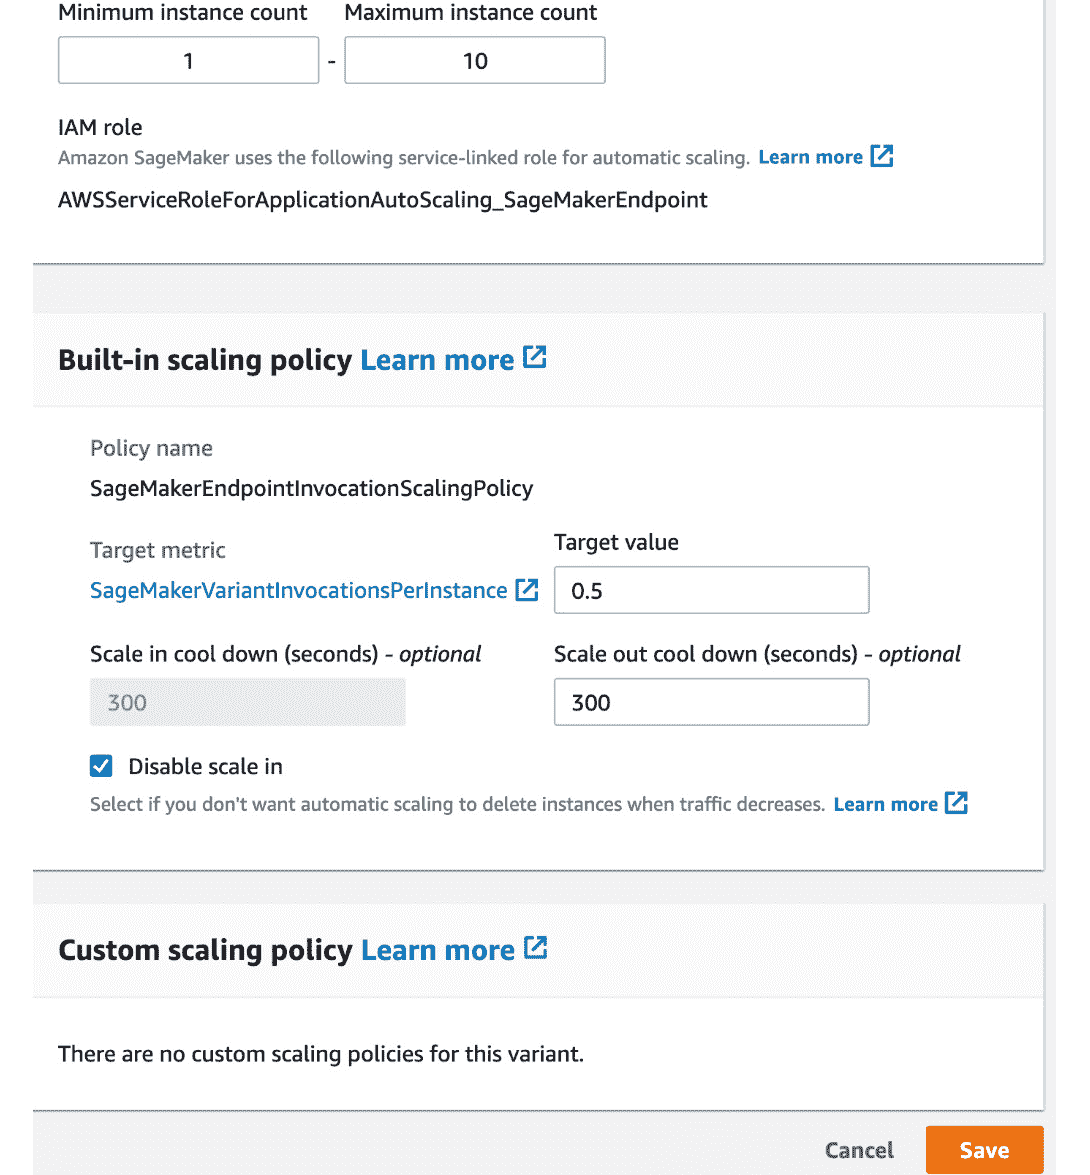 Minimum instance count Maximum instance count
1 - 10
IAM role
Amazon SageMaker uses the following service-linked role for automatic scaling. Learn more
AWSServiceRoleForApplicationAutoScaling_SageMakerEndpoint
Built-in scaling policy Learn more
Policy name
SageMakerEndpointInvocationScalingPolicy
Target metric Target value
SageMakerVariantInvocationsPerInstance 0.5
Scale in cool down (seconds) - optional Scale out cool down (seconds) - optional
300 300
Disable scale in
Select if you don't want automatic scaling to delete instances when traffic decreases. Learn more
Custom scaling policy Learn more
There are no custom scaling policies for this variant.
Cancel Save